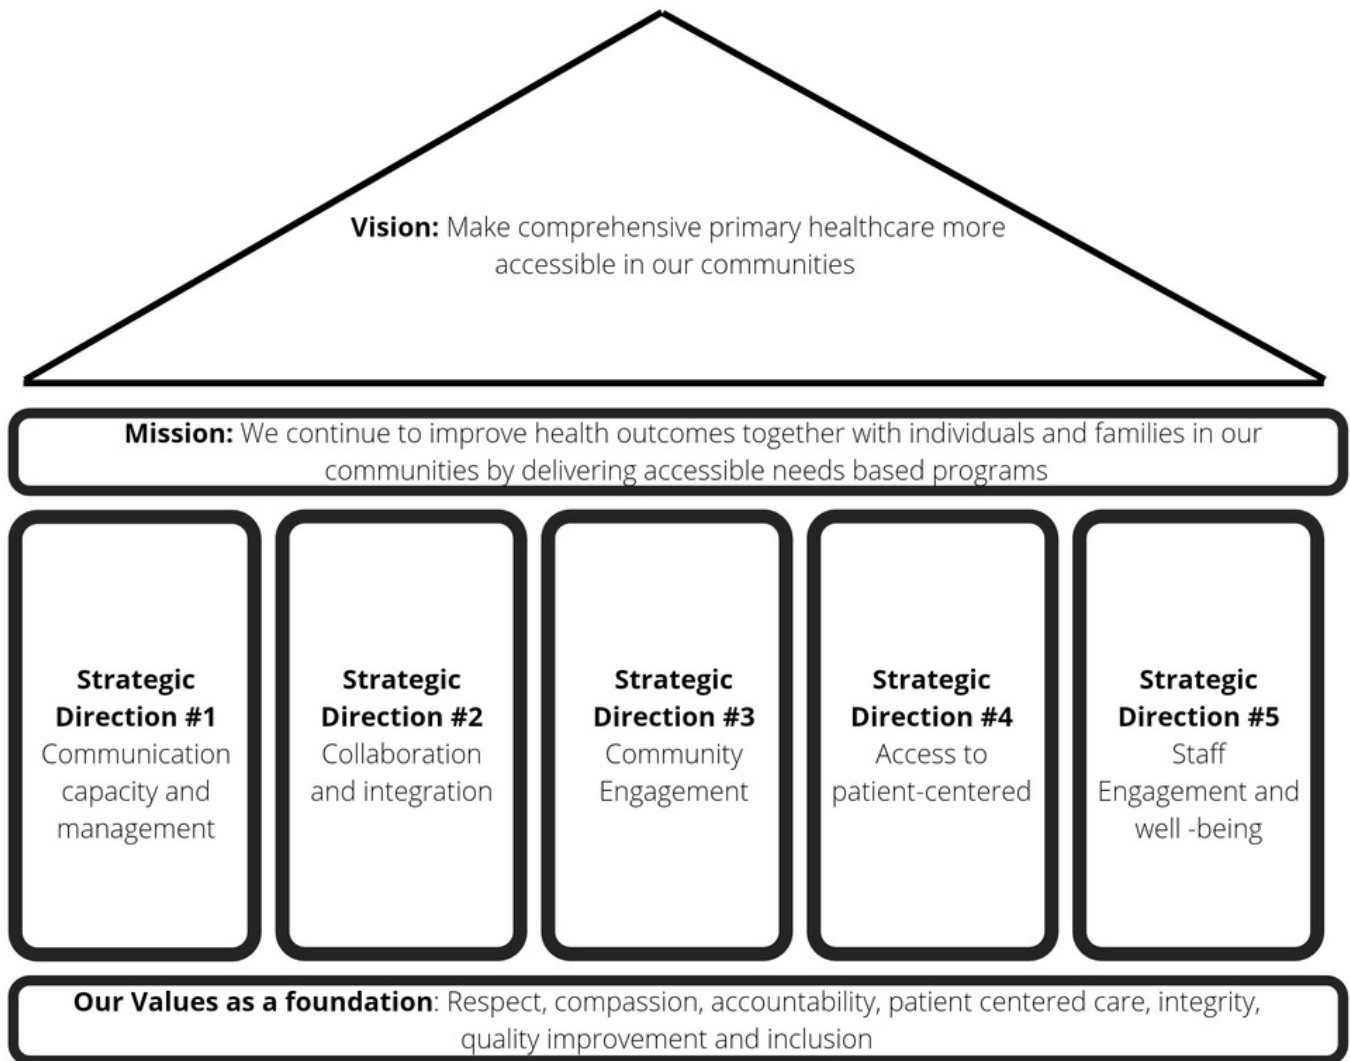 Vision: Make comprehensive primary healthcare more
accessible in our communities
Mission: We continue to improve health outcomes together with individuals and families in our
communities by delivering accessible needs based programs
Strategic
Direction #1
Communication
capacity and
management
Strategic
Direction #2
Collaboration
and integration
Strategic
Direction #3
Community
Engagement
Strategic
Direction #4
Access to
patient-centered
Strategic
Direction #5
Staff
Engagement and
well -being
Our Values as a foundation: Respect, compassion, accountability, patient centered care, integrity,
quality improvement and inclusion